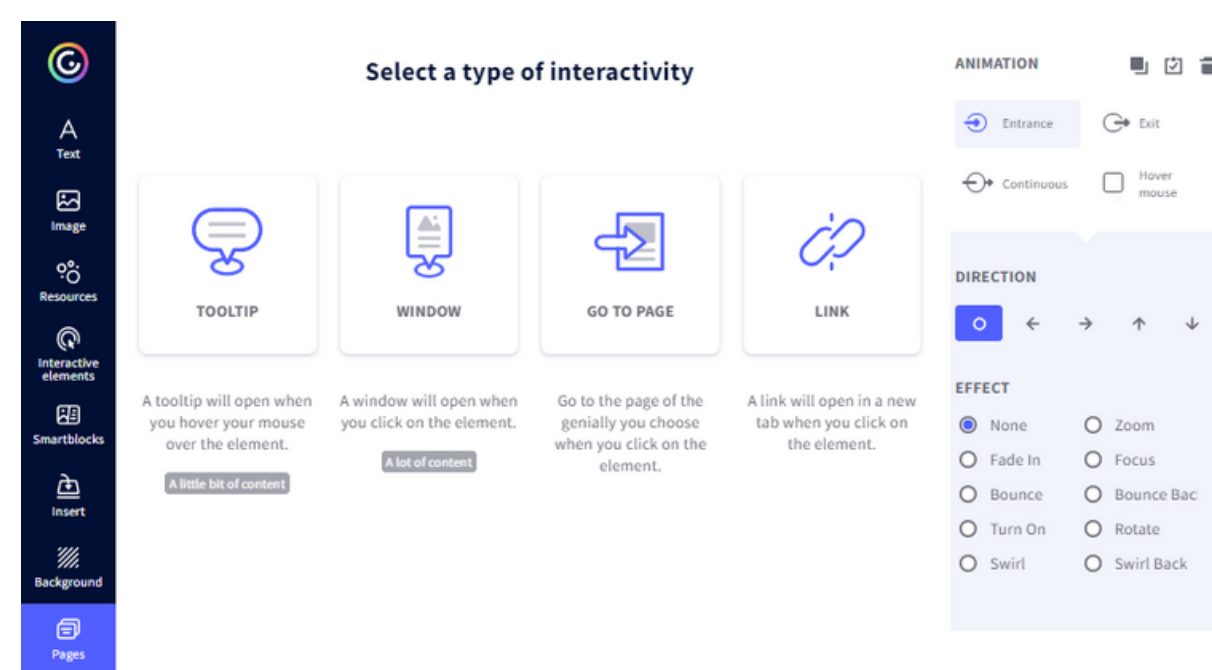 Text
Image
Resources
Interactive
elements
Smartblocks
Insert
Background
Pages
Select a type of interactivity
TOOLTIP
A tooltip will open when
you hover your mouse
over the element.
A little bit of content
WINDOW
A window will open when
you click on the element.
A lot of content
GO TO PAGE
Go to the page of the
genially you choose
when you click on the
element.
LINK
A link will open in a new
tab when you click on
the element.
ANIMATION
Entrance
Exit
Continuous
Hover
mouse
DIRECTION
EFFECT
None
Zoom
Fade In
Focus
Bounce
Bounce Bac
Turn On
Rotate
Swirl
Swirl Back